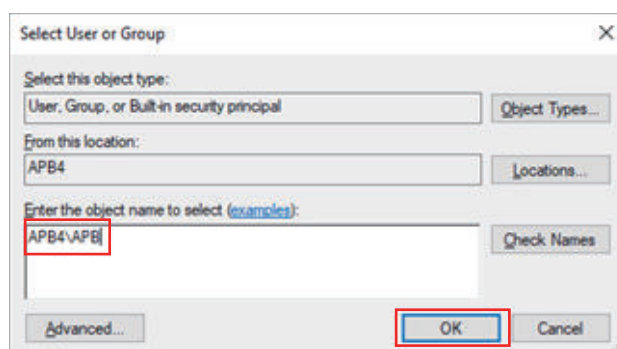 Select User or Group
Select this object type:
User, Group, or Built-in security principal
Object Types...
From this location:
APB4
Locations...
Enter the object name to select (examples):
APB4\APB
Check Names
Advanced...
OK
Cancel